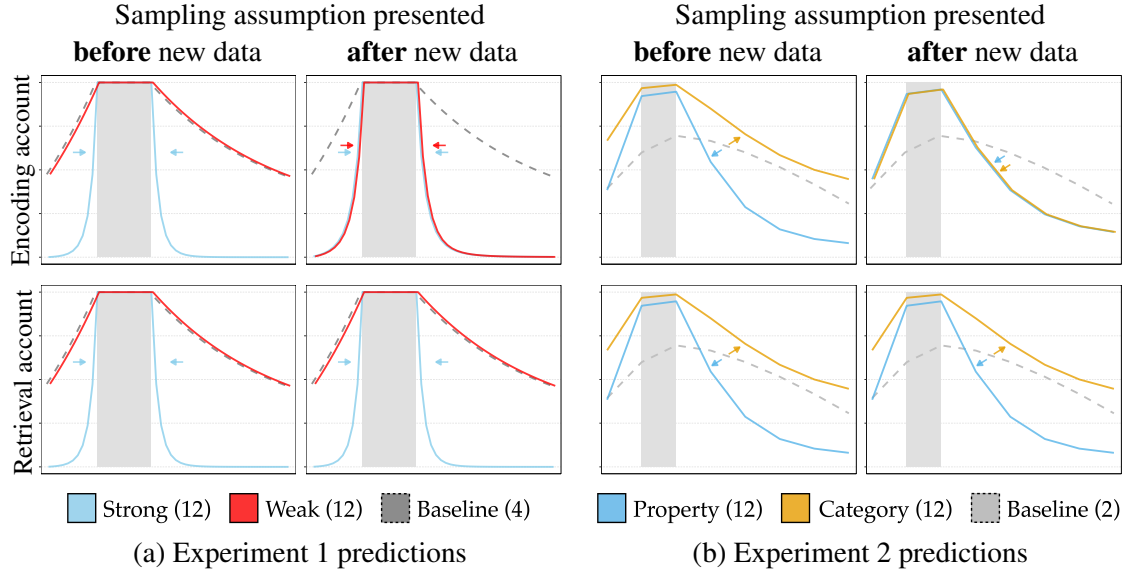 Sampling assumption presented
before new data
after new data
Sampling assumption presented
before new data
after new data
Encoding account
Retrieval account
Strong (12)
Weak (12)
Baseline (4)
Property (12)
Category (12)
Baseline (2)
(a) Experiment 1 predictions
(b) Experiment 2 predictions